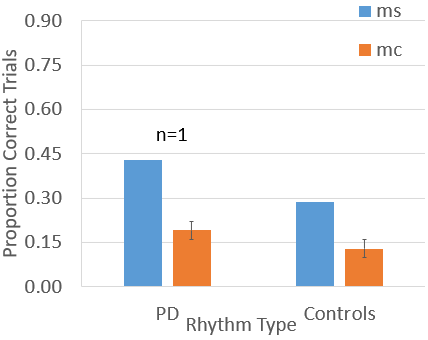 0.90
ms
mc
0.75
0.60
0.45
n=1
0.30
0.15
0.00
Proportion Correct Trials
PD
Controls
Rhythm Type